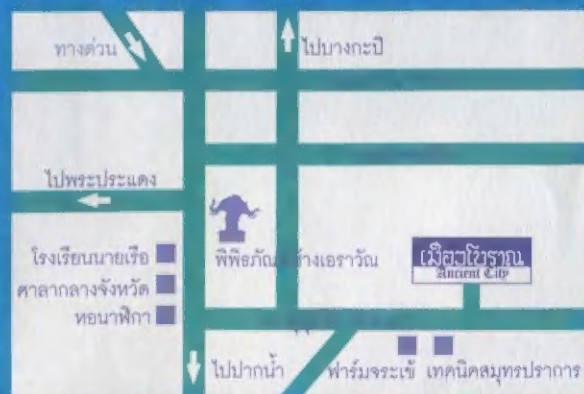 ทางด่วน
ไปบางกะปิ
ไปพระประแดง
โรงเรียนนายเรือ
ศาลากลางจังหวัด
หอนาฬิกา
พิพิธภัณฑ์ช้างเอราวัณ
เมืองโบราณ
Ancient City
ไปปากน้ำ
ฟาร์มจระเข้
เทคนิคสมุทรปราการ